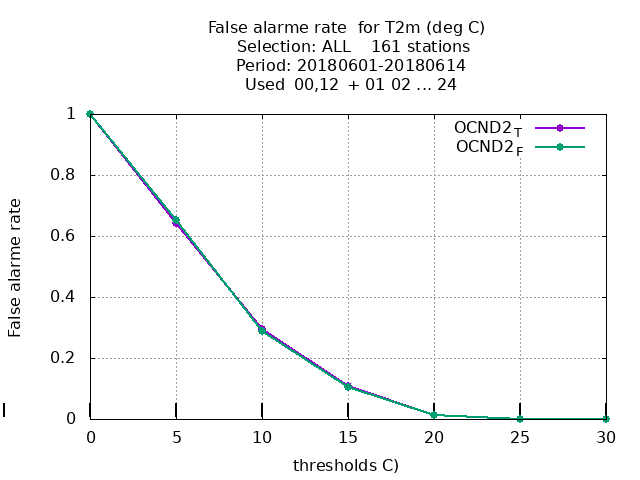 False alarme rate  for T2m (deg C)
Selection: ALL    161 stations
Period: 20180601-20180614
Used  00,12  + 01 02 ... 24
OCND2_T
OCND2_F
1
0.8
0.6
0.4
0.2
0
False alarme rate
0 5 10 15 20 25 30
thresholds C)